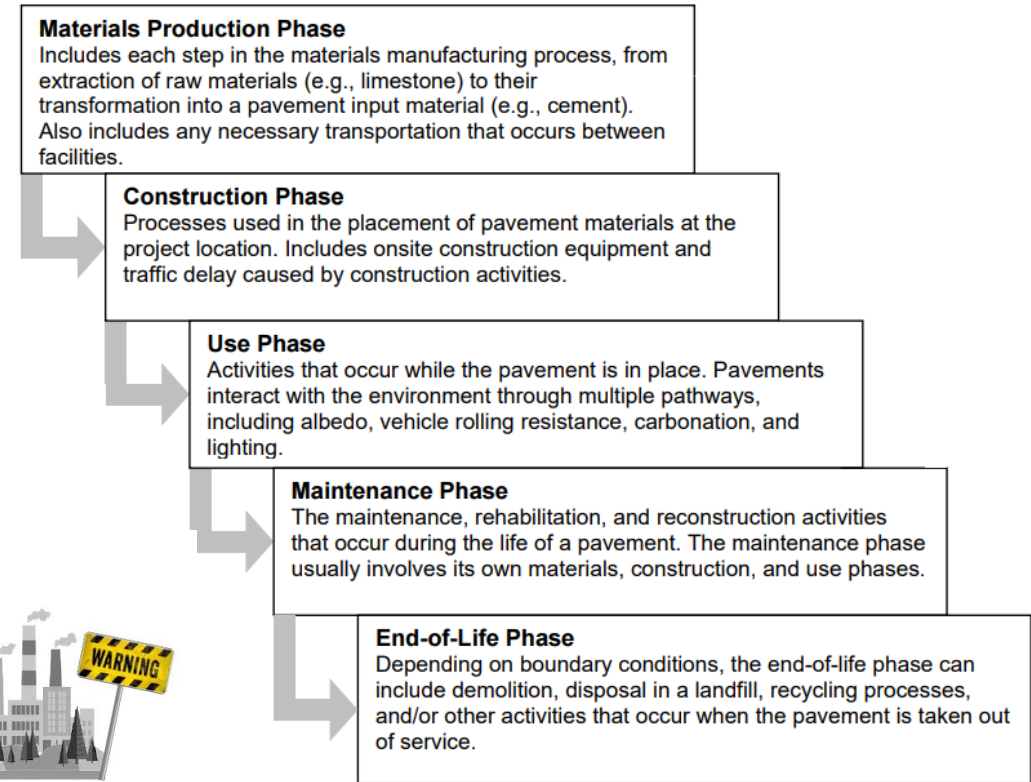 Materials Production Phase
Includes each step in the materials manufacturing process, from
extraction of raw materials (e.g., limestone) to their
transformation into a pavement input material (e.g., cement).
Also includes any necessary transportation that occurs between
facilities.
Construction Phase
Processes used in the placement of pavement materials at the
project location. Includes onsite construction equipment and
traffic delay caused by construction activities.
Use Phase
Activities that occur while the pavement is in place. Pavements
interact with the environment through multiple pathways,
including albedo, vehicle rolling resistance, carbonation, and
lighting.
Maintenance Phase
The maintenance, rehabilitation, and reconstruction activities
that occur during the life of a pavement. The maintenance phase
usually involves its own materials, construction, and use phases.
End-of-Life Phase
Depending on boundary conditions, the end-of-life phase can
include demolition, disposal in a landfill, recycling processes,
and/or other activities that occur when the pavement is taken out
of service.
WARNING